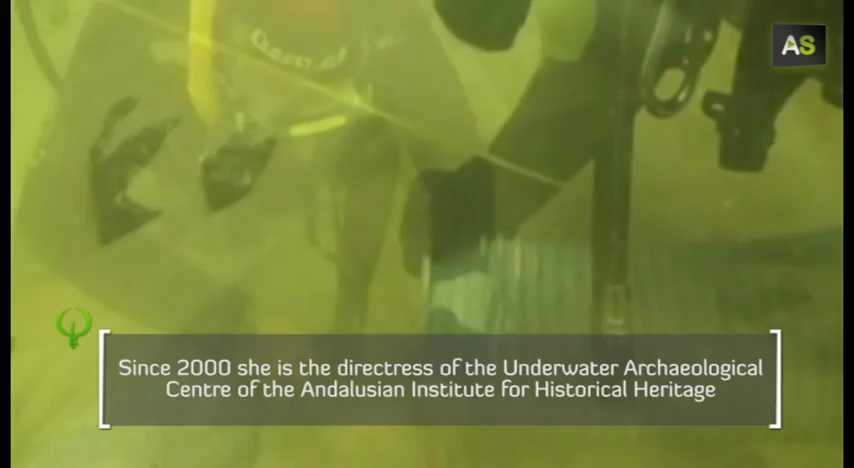 AS
Since 2000 she is the directress of the Underwater Archaeological
Centre of the Andalusian Institute for Historical Heritage